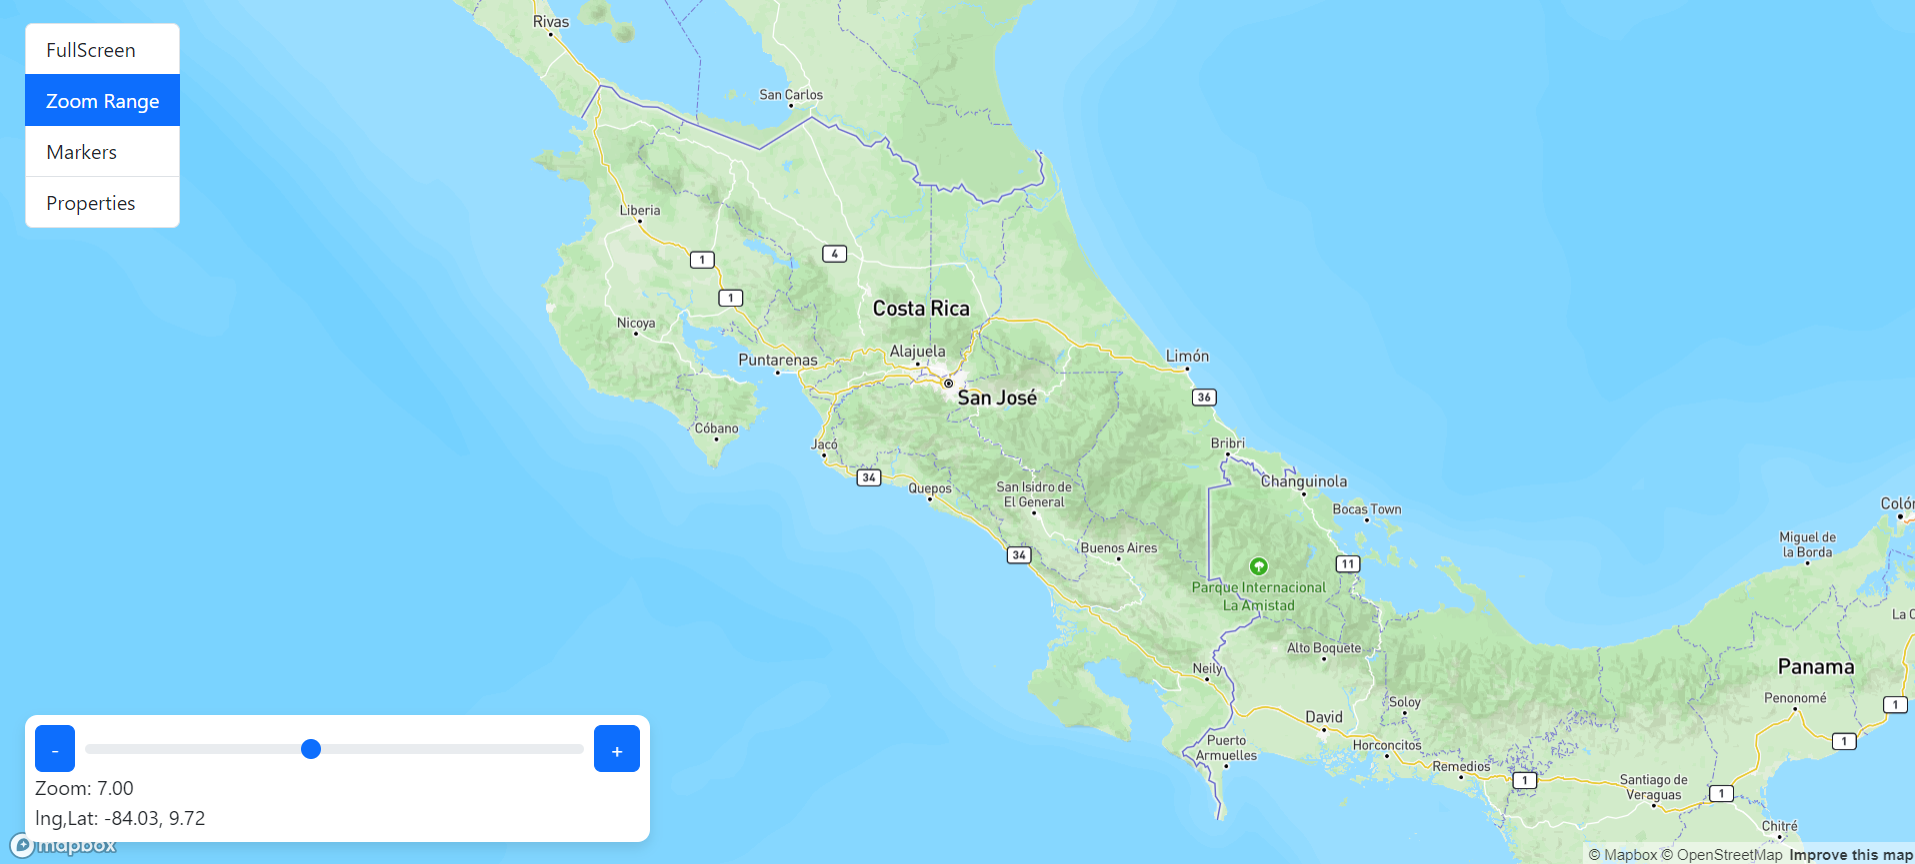 FullScreen
Zoom Range
Markers
Properties
Rivas
San Carlos
Liberia
1
4
1
Costa Rica
Nicoya
Puntarenas
Alajuela
Limón
San José
36
Cóbano
Jacó
Bribri
34
Quepos
San Isidro de
El General
Changuinola
Bocas Town
Coló
Miguel de
la Borda
34
Buenos Aires
11
Parque Internacional
La Amistad
La C
Alto Boquete
Neily
Panama
Penonomé
Soloy
1
David
Puerto
Armuelles
Horconcitos
1
Remedios
1
Santiago de
Veraguas
1
Chitré
-
+
Zoom: 7.00
lng,Lat: -84.03, 9.72
mapbox
© Mapbox © OpenStreetMap Improve this map